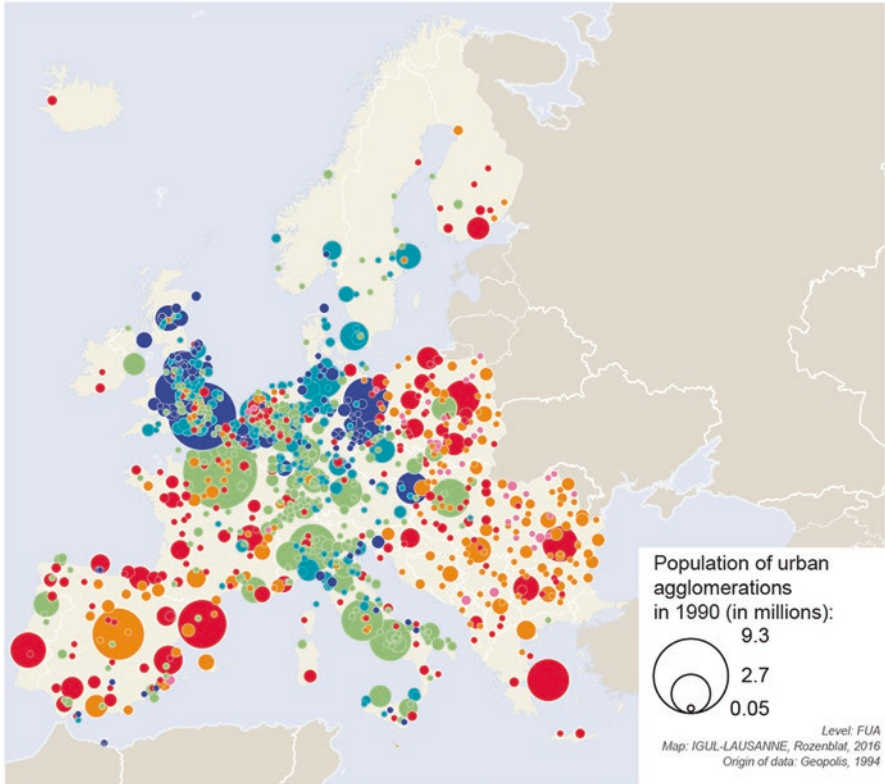 Population of urban
agglomerations
in 1990 (in millions):
9.3
2.7
0.05
Level: FUA
Map: IGUL-LAUSANNE, Rozenblat, 2016
Origin of data: Geopolis, 1994